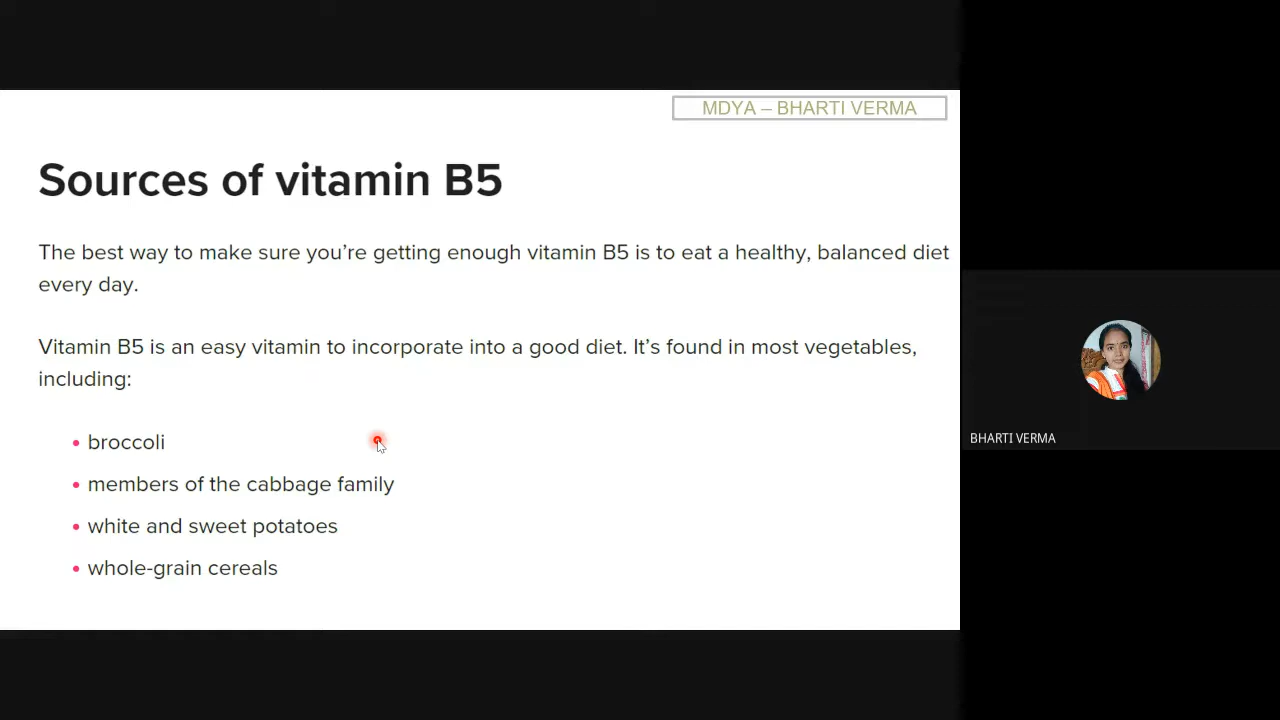 MDYA – BHARTI VERMA
Sources of vitamin B5
The best way to make sure you’re getting enough vitamin B5 is to eat a healthy, balanced diet
every day.
Vitamin B5 is an easy vitamin to incorporate into a good diet. It’s found in most vegetables,
including:
• broccoli
• members of the cabbage family
• white and sweet potatoes
• whole-grain cereals
BHARTI VERMA